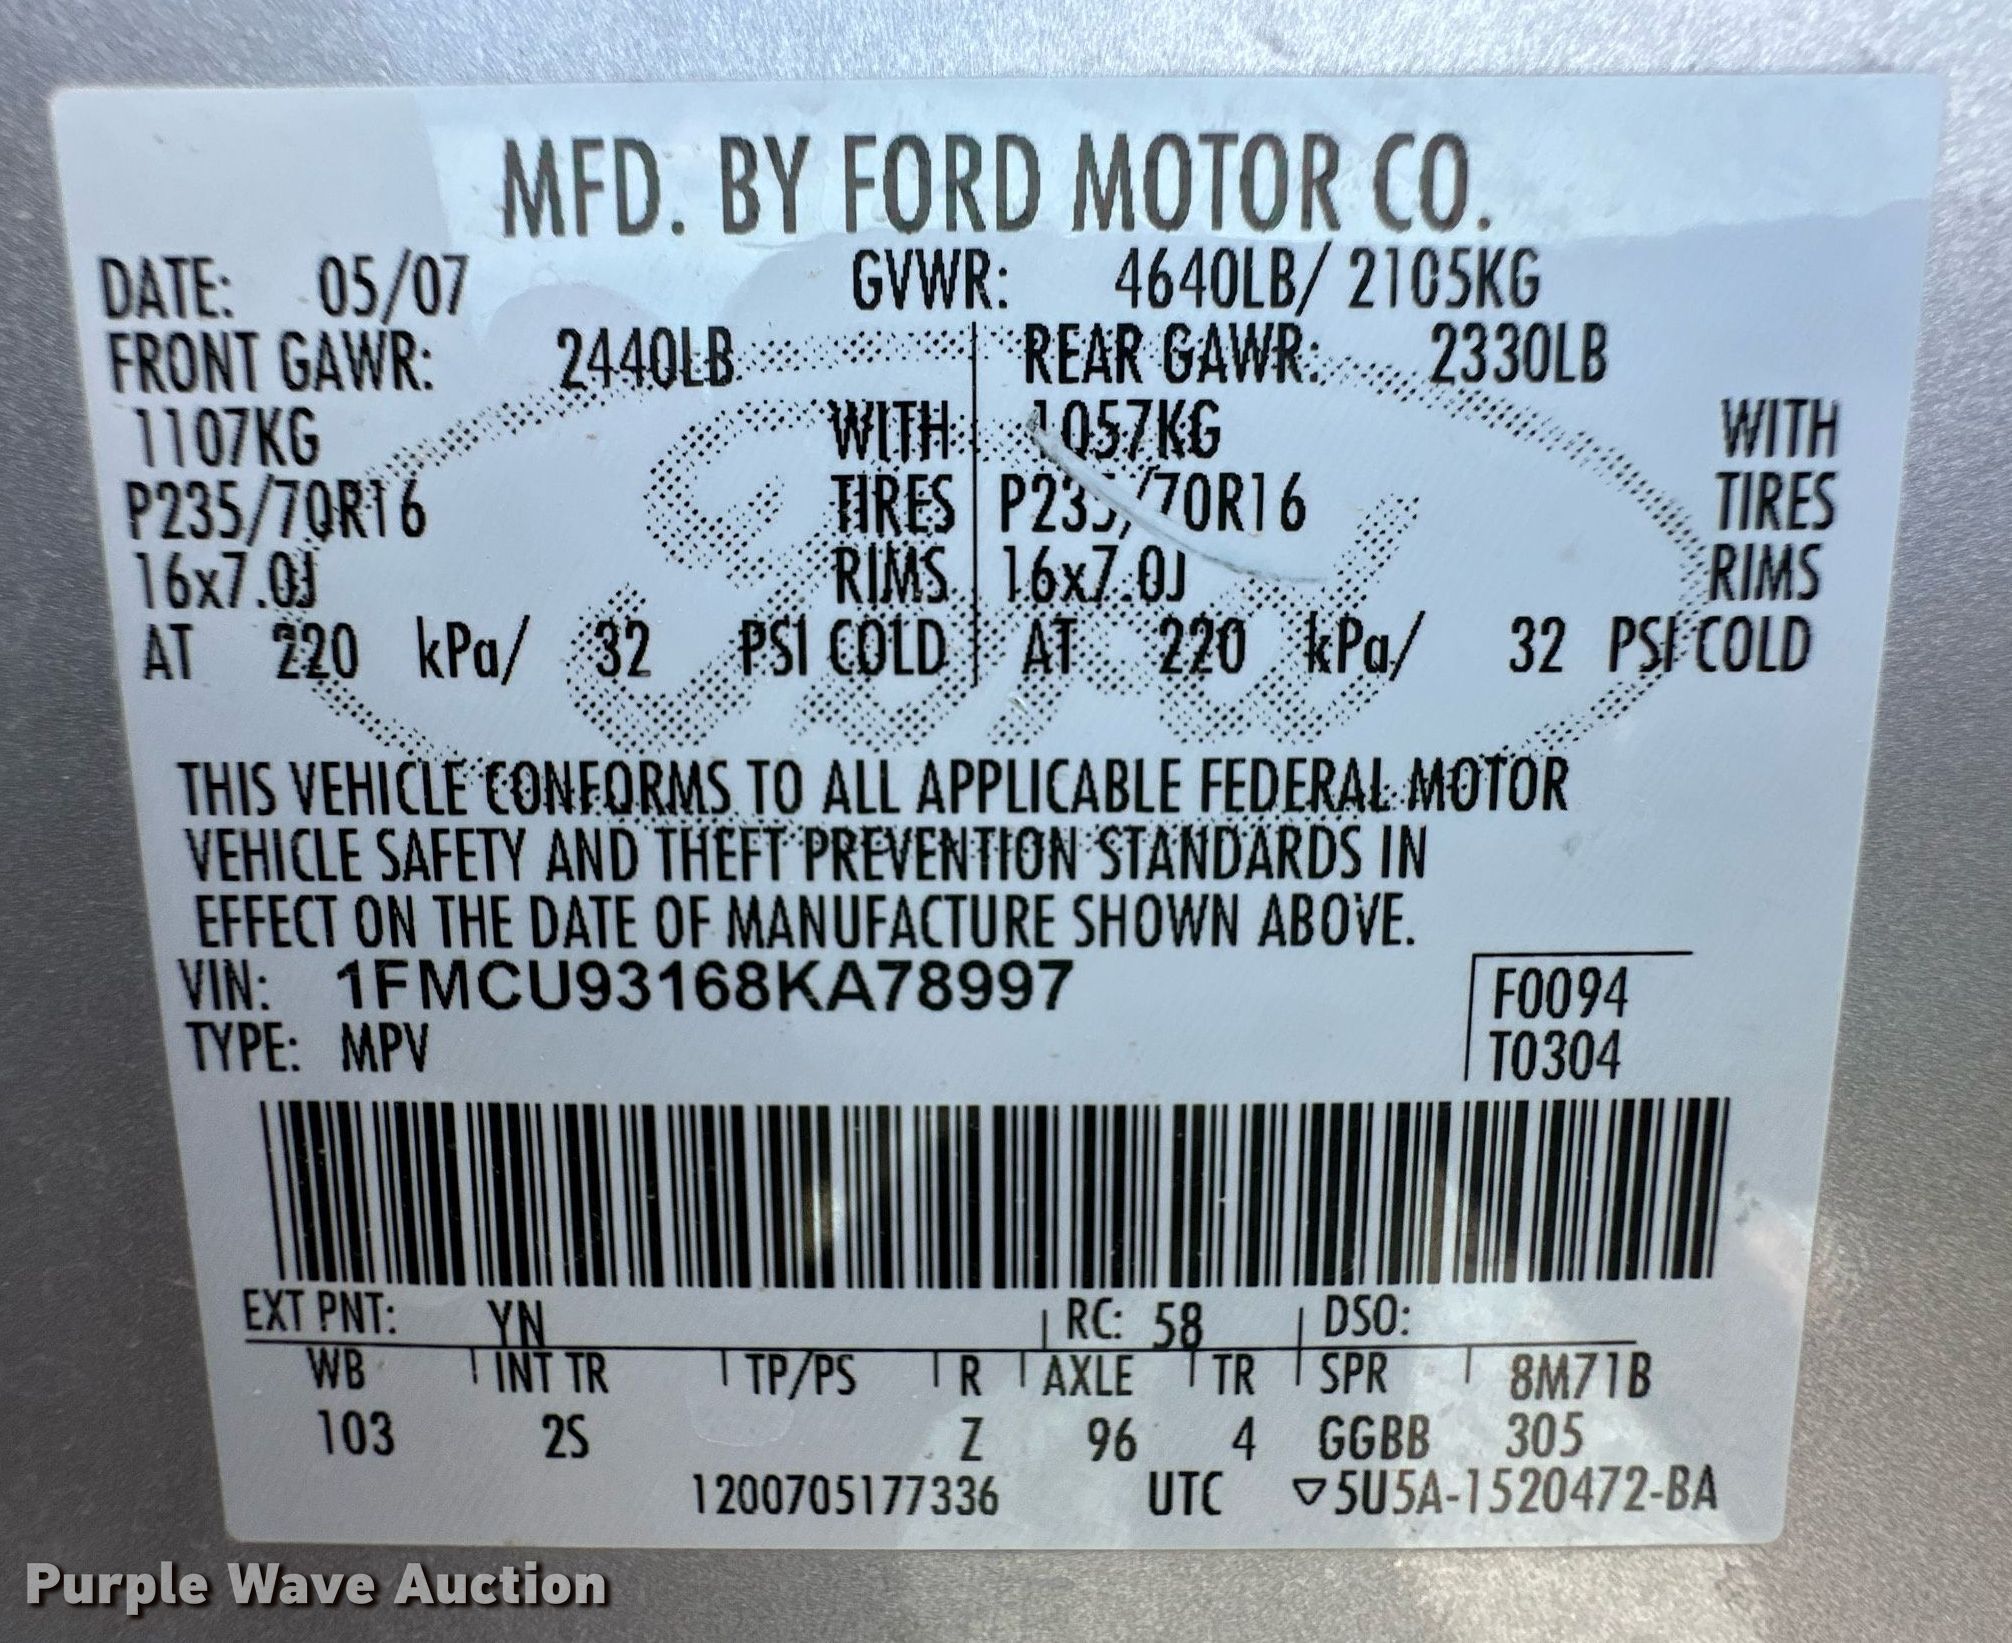 MFD. BY FORD MOTOR CO.
DATE: 05/07 GVWR: 4640LB/ 2105KG
FRONT GAWR: 2440LB REAR GAWR: 2330LB
1107KG WITH 1057KG WITH
P235/70R16 TIRES P235/70R16 TIRES
16x7.0J RIMS 16x7.0J RIMS
AT 220 kPa/ 32 PSI COLD AT 220 kPa/ 32 PSI COLD
THIS VEHICLE CONFORMS TO ALL APPLICABLE FEDERAL MOTOR
VEHICLE SAFETY AND THEFT PREVENTION STANDARDS IN
EFFECT ON THE DATE OF MANUFACTURE SHOWN ABOVE.
VIN: 1FMCU93168KA78997 F0094
TYPE: MPV T0304
EXT PNT: YN RC: 58 DSO:
WB INT TR TP/PS R AXLE TR SPR 8M71B
103 2S Z 96 4 GGBB 305
1200705177336 UTC ▽5U5A-1520472-BA
Purple Wave Auction